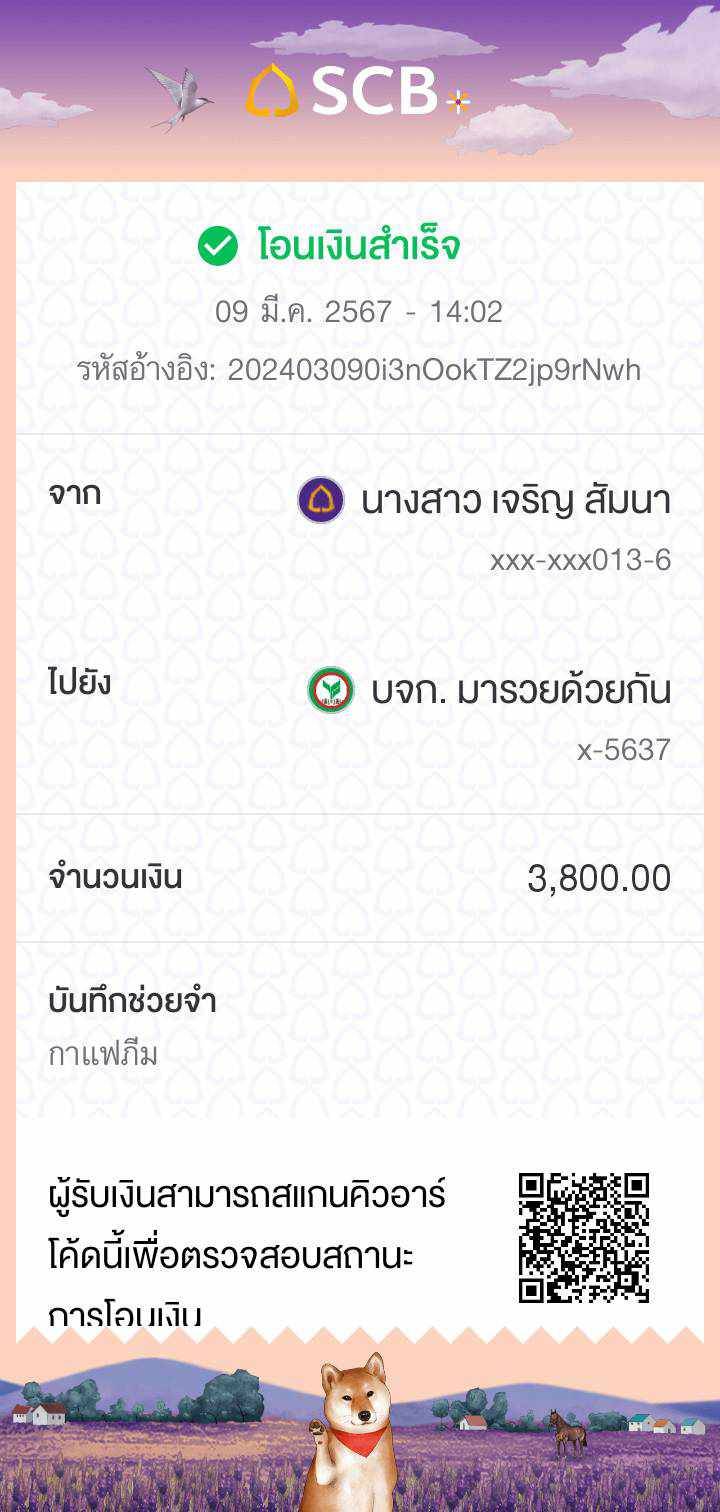 SCB
โอนเงินสำเร็จ
09 มี.ค. 2567 - 14:02
รหัสอ้างอิง: 202403090i3nOokTZ2jp9rNwh
จาก
นางสาว เจริญ สัมนา
xxx-xxx013-6
ไปยัง
บจก. มารวยด้วยกัน
x-5637
จำนวนเงิน
3,800.00
บันทึกช่วยจำ
กาแฟภีม
ผู้รับเงินสามารถสแกนคิวอาร์
โค้ดนี้เพื่อตรวจสอบสถานะ
การโอนเงิน